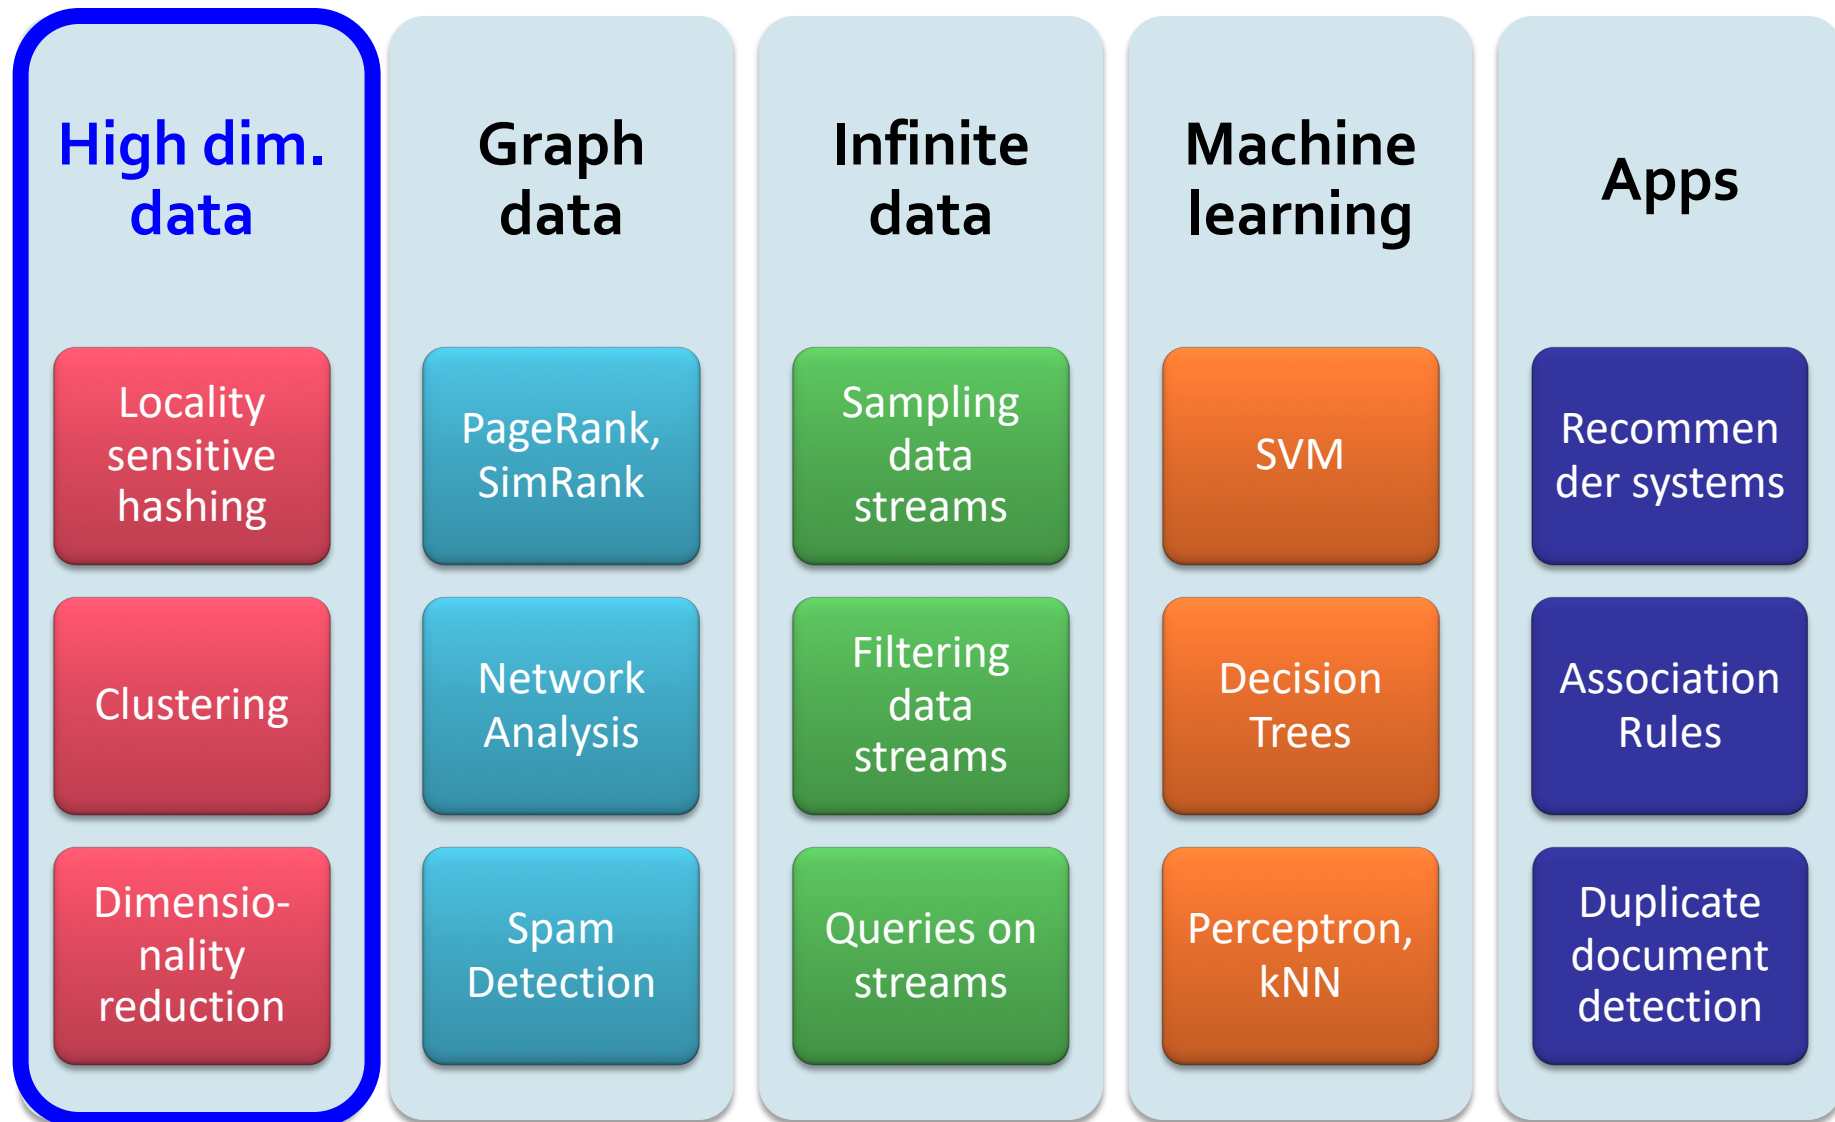 High dim.
data
Locality
sensitive
hashing
Clustering
Dimensio-
nality
reduction
Graph
data
PageRank,
SimRank
Network
Analysis
Spam
Detection
Infinite
data
Sampling
data
streams
Filtering
data
streams
Queries on
streams
Machine
learning
SVM
Decision
Trees
Perceptron,
kNN
Apps
Recommen
der systems
Association
Rules
Duplicate
document
detection